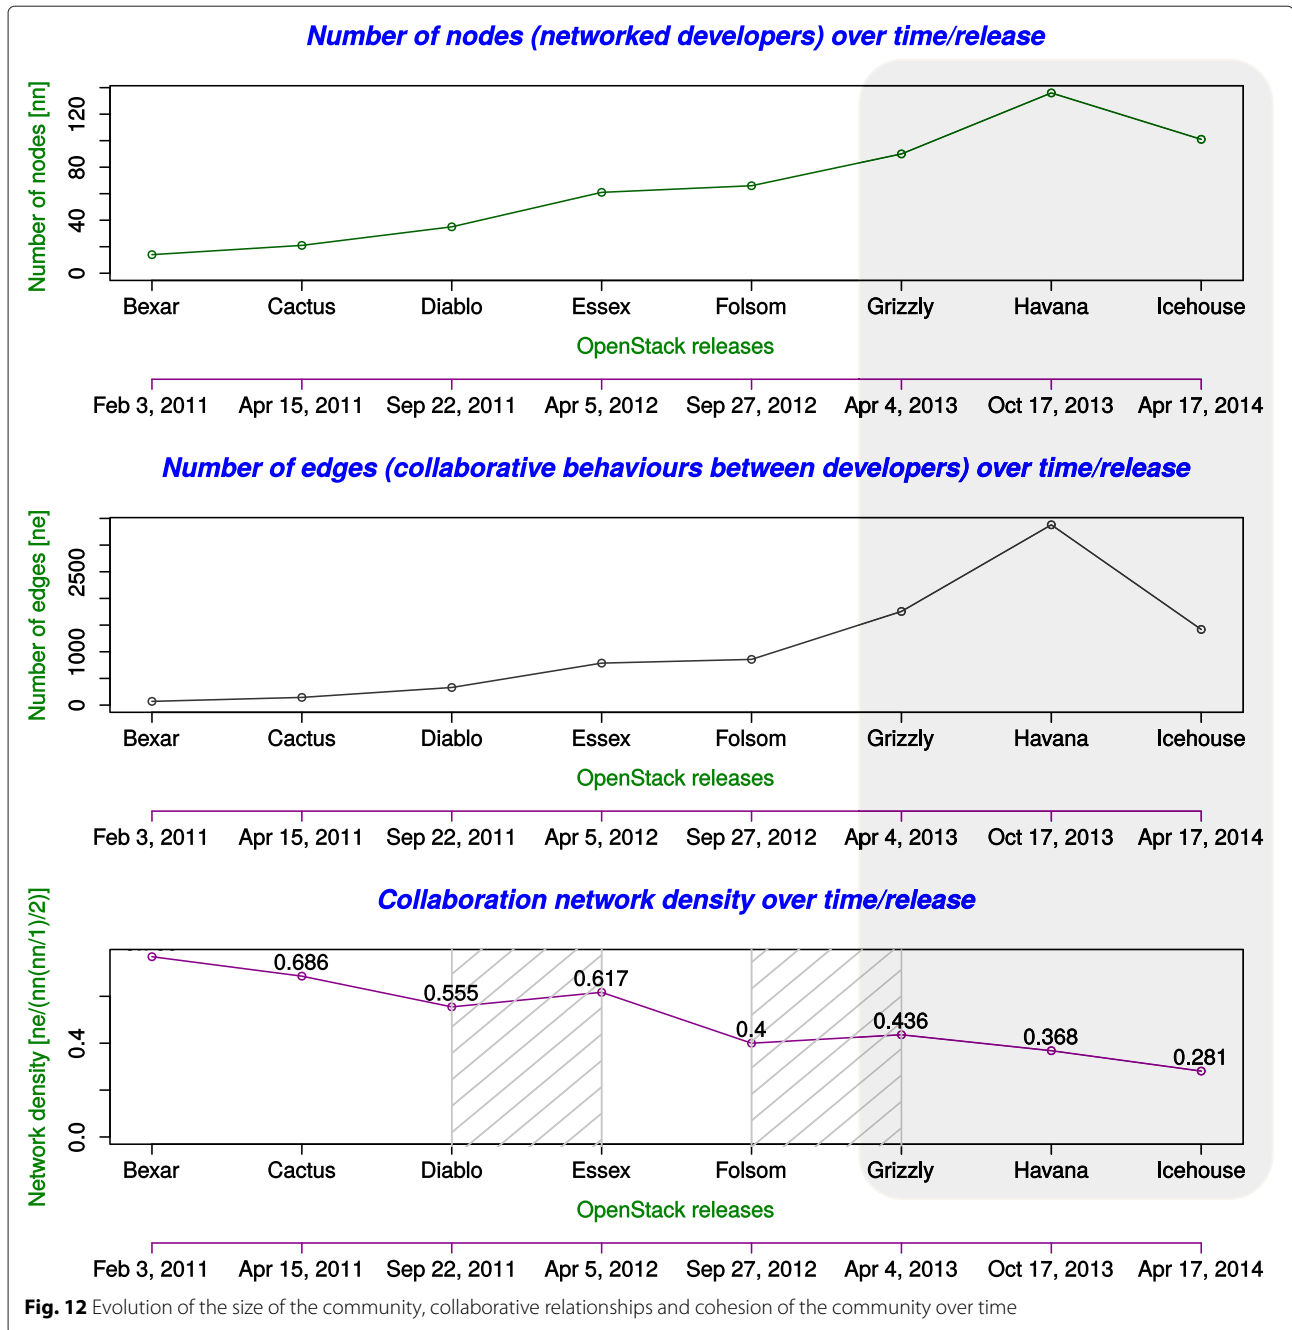 Number of nodes (networked developers) over time/release
Number of nodes [nn]
120
80
40
0
Bexar Cactus Diablo Essex Folsom Grizzly Havana Icehouse
OpenStack releases
Feb 3, 2011 Apr 15, 2011 Sep 22, 2011 Apr 5, 2012 Sep 27, 2012 Apr 4, 2013 Oct 17, 2013 Apr 17, 2014
Number of edges (collaborative behaviours between developers) over time/release
Number of edges [ne]
2500
1000
0
Bexar Cactus Diablo Essex Folsom Grizzly Havana Icehouse
OpenStack releases
Feb 3, 2011 Apr 15, 2011 Sep 22, 2011 Apr 5, 2012 Sep 27, 2012 Apr 4, 2013 Oct 17, 2013 Apr 17, 2014
Collaboration network density over time/release
Network density [ne/(nn(nn/1)/2)]
0.4
0.0
0.686 0.555 0.617 0.4 0.436 0.368 0.281
Bexar Cactus Diablo Essex Folsom Grizzly Havana Icehouse
OpenStack releases
Feb 3, 2011 Apr 15, 2011 Sep 22, 2011 Apr 5, 2012 Sep 27, 2012 Apr 4, 2013 Oct 17, 2013 Apr 17, 2014
Fig. 12 Evolution of the size of the community, collaborative relationships and cohesion of the community over time